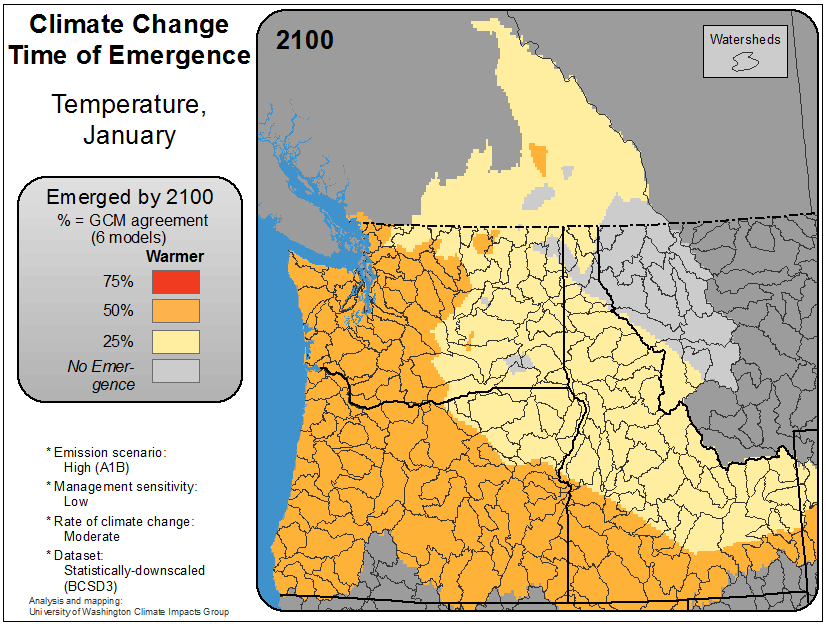 Climate Change
Time of Emergence
Temperature,
January
Emerged by 2100
% = GCM agreement
(6 models)
Warmer
75%
50%
25%
No Emer-
gence
* Emission scenario:
High (A1B)
* Management sensitivity:
Low
* Rate of climate change:
Moderate
* Dataset:
Statistically-downscaled
(BCSD3)
Analysis and mapping:
University of Washington Climate Impacts Group
2100
Watersheds